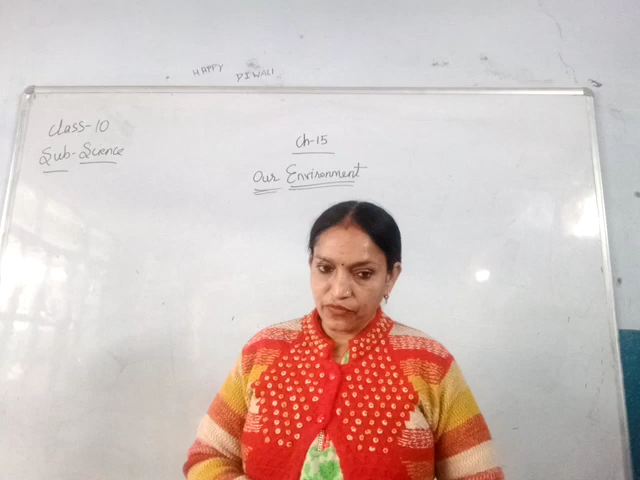 HAPPY DIWALI
Class-10
Sub-Science
Ch-15
Our Environment